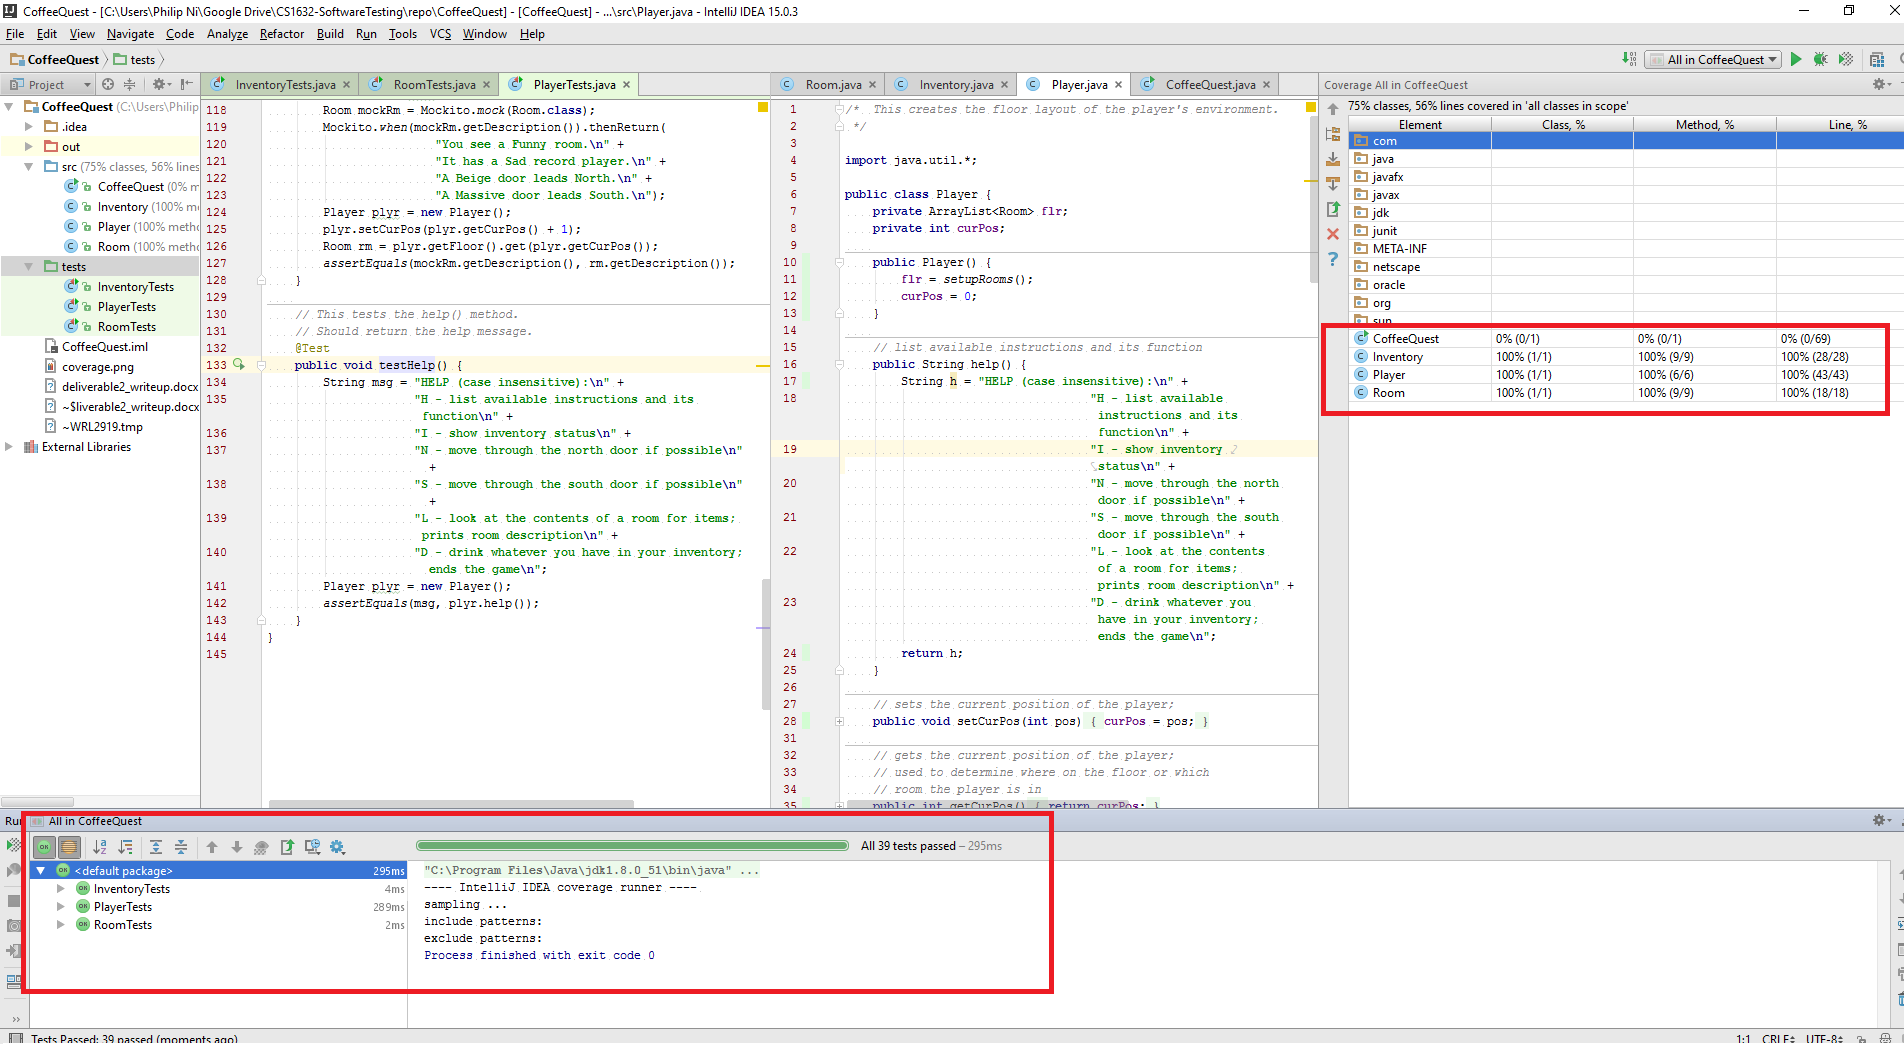 CoffeeQuest - [C:\Users\Philip Ni\Google Drive\CS1632-SoftwareTesting\repo\CoffeeQuest] - [CoffeeQuest] - ...\src\Player.java - IntelliJ IDEA 15.0.3
File Edit View Navigate Code Analyze Refactor Build Run Tools VCS Window Help
CoffeeQuest tests
All in CoffeeQuest
Project
CoffeeQuest (C:\Users\Philip
.idea
out
src (75% classes, 56% lines
CoffeeQuest (0% m
Inventory (100% me
Player (100% metho
Room (100% metho
tests
InventoryTests
PlayerTests
RoomTests
CoffeeQuest.iml
coverage.png
deliverable2_writeup.docx
~$liverable2_writeup.docx
~WRL2919.tmp
External Libraries
InventoryTests.java RoomTests.java PlayerTests.java
118 Room mockRm = Mockito.mock(Room.class);
119 Mockito.when(mockRm.getDescription()).thenReturn(
120 "You see a Funny room.\n" +
121 "It has a Sad record player.\n" +
122 "A Beige door leads North.\n" +
123 "A Massive door leads South.\n");
124 Player plyr = new Player();
125 plyr.setCurPos(plyr.getCurPos() + 1);
126 Room rm = plyr.getFloor().get(plyr.getCurPos());
127 assertEquals(mockRm.getDescription(), rm.getDescription());
128 }
129
130 // This tests the help() method.
131 // Should return the help message.
132 @Test
133 public void testHelp() {
134 String msg = "HELP (case insensitive):\n" +
135 "H - list available instructions and its
function\n" +
136 "I - show inventory status\n" +
137 "N - move through the north door if possible\n"
+
138 "S - move through the south door if possible\n"
+
139 "L - look at the contents of a room for items;
prints room description\n" +
140 "D - drink whatever you have in your inventory;
ends the game\n";
141 Player plyr = new Player();
142 assertEquals(msg, plyr.help());
143 }
144 }
145
Room.java Inventory.java Player.java CoffeeQuest.java
1 /* This creates the floor layout of the player's environment.
2 */
3
4 import java.util.*;
5
6 public class Player {
7 private ArrayList<Room> flr;
8 private int curPos;
9
10 public Player() {
11 flr = setupRooms();
12 curPos = 0;
13 }
14
15 // list available instructions and its function
16 public String help() {
17 String h = "HELP (case insensitive):\n" +
18 "H - list available
instructions and its
function\n" +
19 "I - show inventory
status\n" +
20 "N - move through the north
door if possible\n" +
21 "S - move through the south
door if possible\n" +
22 "L - look at the contents
of a room for items;
prints room description\n" +
23 "D - drink whatever you
have in your inventory;
ends the game\n";
24 return h;
25 }
26
27 // sets the current position of the player;
28 public void setCurPos(int pos) { curPos = pos; }
31
32 // gets the current position of the player;
33 // used to determine where on the floor or which
34 // room the player is in
35 public int getCurPos() { return curPos; }
Coverage All in CoffeeQuest
75% classes, 56% lines covered in 'all classes in scope'
Element Class, % Method, % Line, %
com
java
javafx
javax
jdk
junit
META-INF
netscape
oracle
org
sun
CoffeeQuest 0% (0/1) 0% (0/1) 0% (0/69)
Inventory 100% (1/1) 100% (9/9) 100% (28/28)
Player 100% (1/1) 100% (6/6) 100% (43/43)
Room 100% (1/1) 100% (9/9) 100% (18/18)
Run All in CoffeeQuest
All 39 tests passed – 295ms
<default package> 295ms
InventoryTests 4ms
PlayerTests 289ms
RoomTests 2ms
"C:\Program Files\Java\jdk1.8.0_51\bin\java" ...
---- IntelliJ IDEA coverage runner ----
sampling ...
include patterns:
exclude patterns:
Process finished with exit code 0
Tests Passed: 39 passed (moments ago)
1:1 CRLF UTF-8